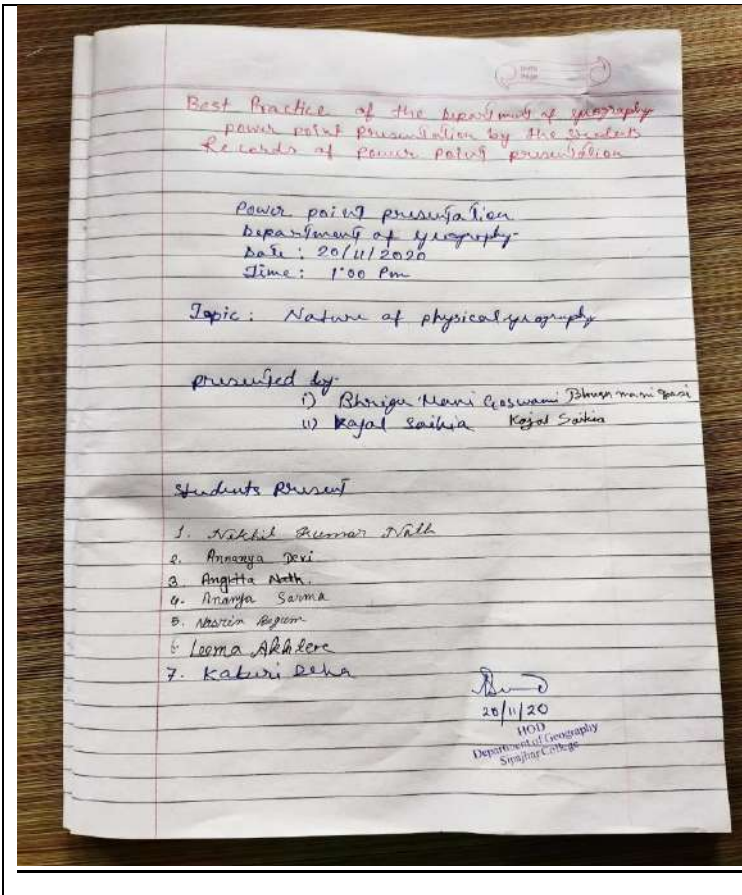 Best Practice of the Department of geography
power point presentation by the students
Records of Power Point presentation
Power point presentation
Department of geography
Date : 20/11/2020
Time : 1:00 Pm
Topic : Nature of physical geography
presented by
i) Bhrigu Mani Goswami
ii) Kajal Saikia Kajal Saikia
Students Present
1. Nikhil Kumar Nath
2. Annanya Devi
3. Angitta Nath.
4. Ananya Sarma
5. Nasrin Begum
6. Leema Akhtere
7. Kaburi Deka
20/11/20
HOD
Department of Geography
Sipajhar College